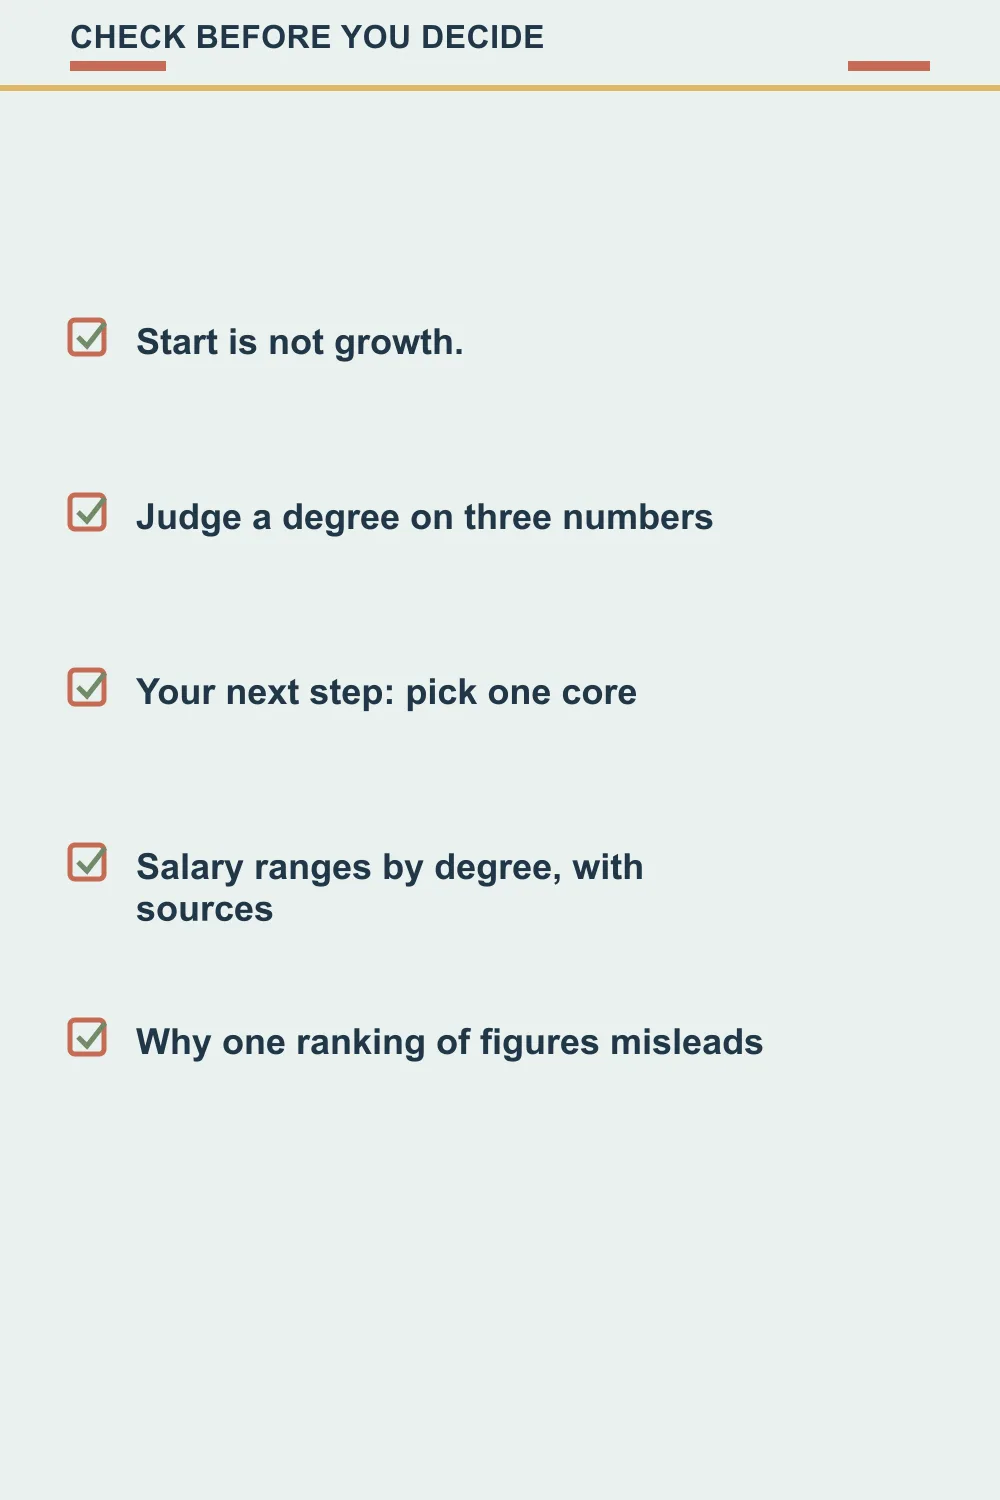 CHECK BEFORE YOU DECIDE
Start is not growth.
Judge a degree on three numbers
Your next step: pick one core
Salary ranges by degree, with
sources
Why one ranking of figures misleads